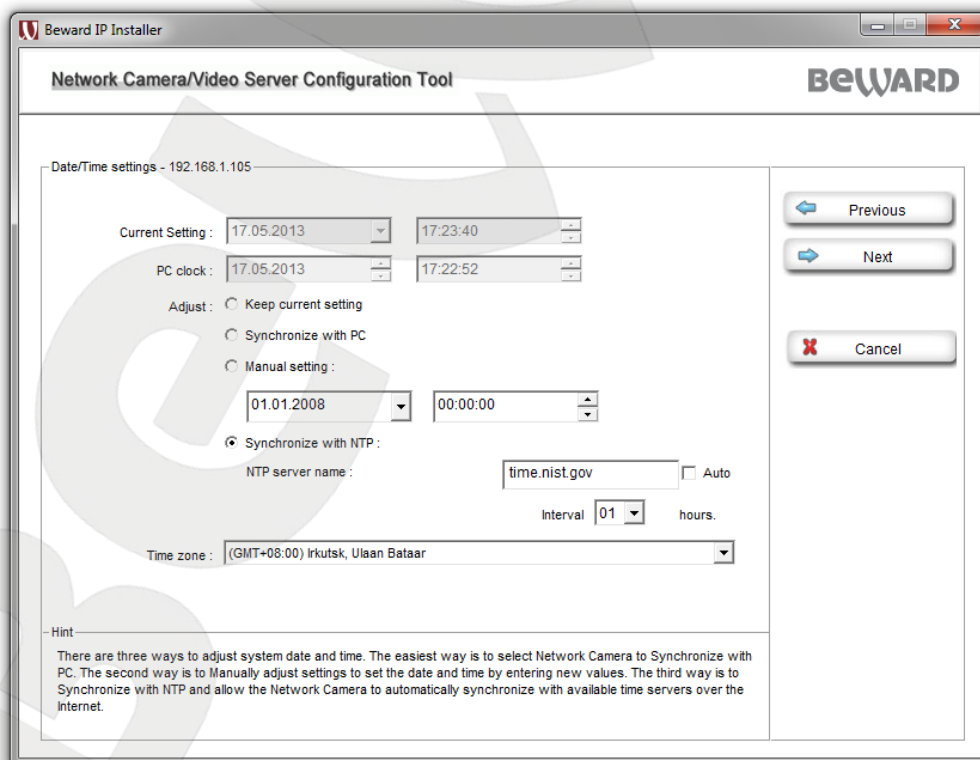 Beward IP Installer
Network Camera/Video Server Configuration Tool
BEWARD
Date/Time settings - 192.168.1.105
Current Setting : 17.05.2013 17:23:40
PC clock : 17.05.2013 17:22:52
Adjust : Keep current setting
Synchronize with PC
Manual setting :
01.01.2008 00:00:00
Synchronize with NTP :
NTP server name : time.nist.gov Auto
Interval 01 hours.
Time zone : (GMT+08:00) Irkutsk, Ulaan Bataar
Previous
Next
Cancel
Hint
There are three ways to adjust system date and time. The easiest way is to select Network Camera to Synchronize with
PC. The second way is to Manually adjust settings to set the date and time by entering new values. The third way is to
Synchronize with NTP and allow the Network Camera to automatically synchronize with available time servers over the
Internet.